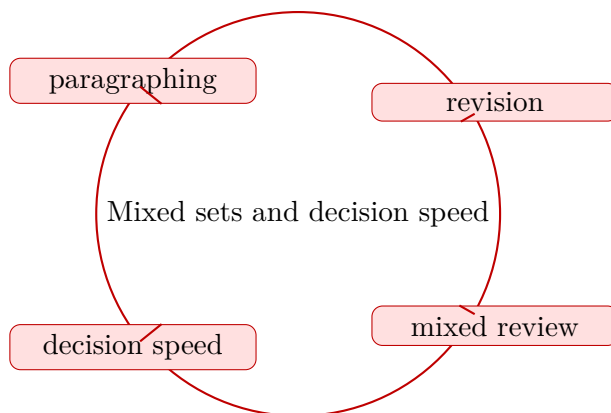 paragraphing
revision
Mixed sets and decision speed
decision speed
mixed review